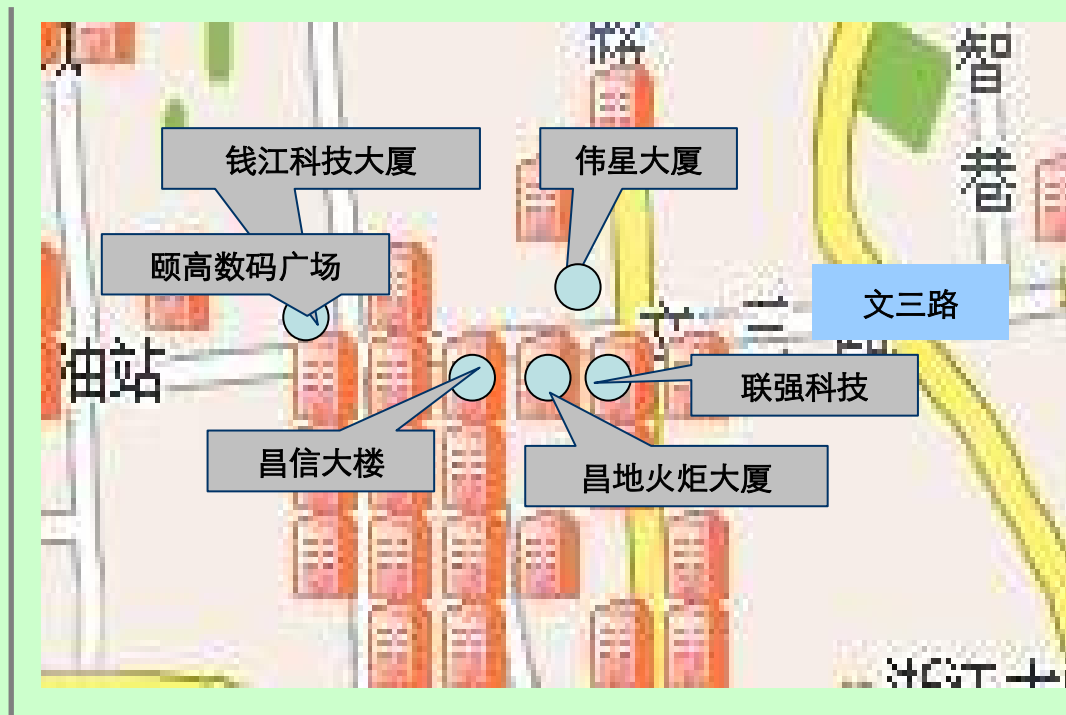 智
巷
钱江科技大厦
伟星大厦
颐高数码广场
文三路
油站
联强科技
昌信大楼
昌地火炬大厦